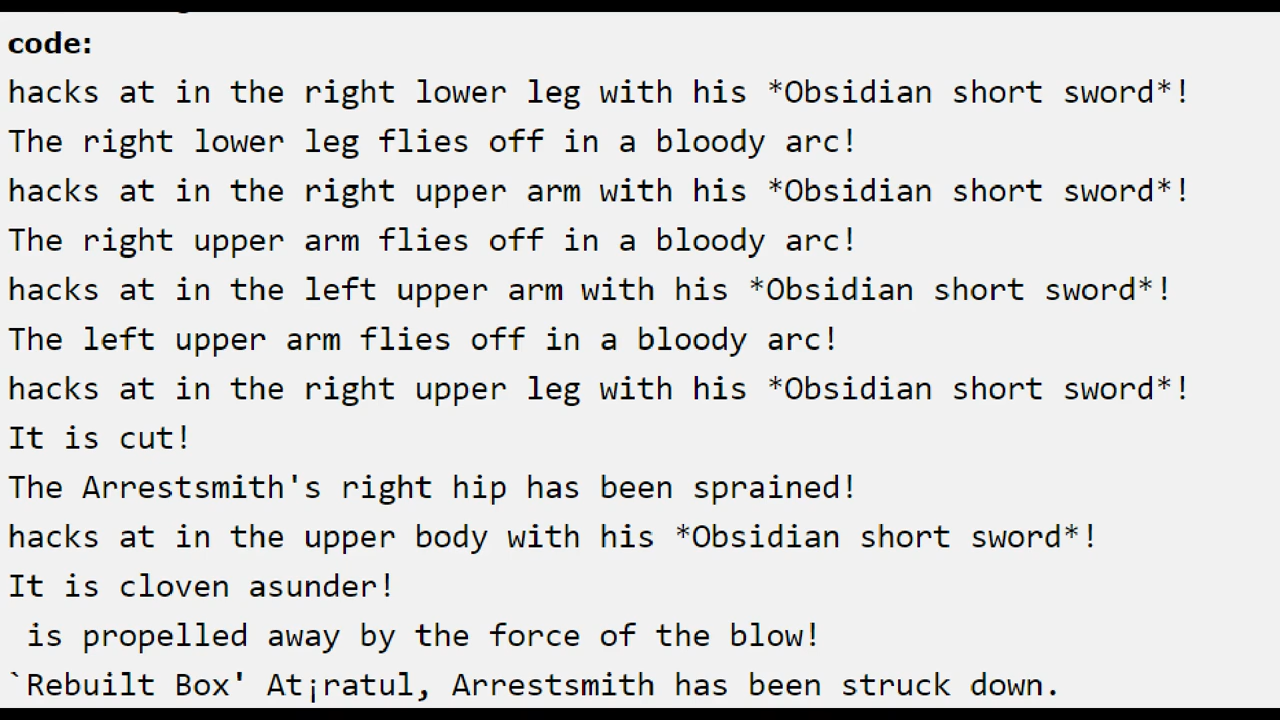 code:
hacks at in the right lower leg with his *Obsidian short sword*!
The right lower leg flies off in a bloody arc!
hacks at in the right upper arm with his *Obsidian short sword*!
The right upper arm flies off in a bloody arc!
hacks at in the left upper arm with his *Obsidian short sword*!
The left upper arm flies off in a bloody arc!
hacks at in the right upper leg with his *Obsidian short sword*!
It is cut!
The Arrestsmith's right hip has been sprained!
hacks at in the upper body with his *Obsidian short sword*!
It is cloven asunder!
 is propelled away by the force of the blow!
`Rebuilt Box' At¡ratul, Arrestsmith has been struck down.